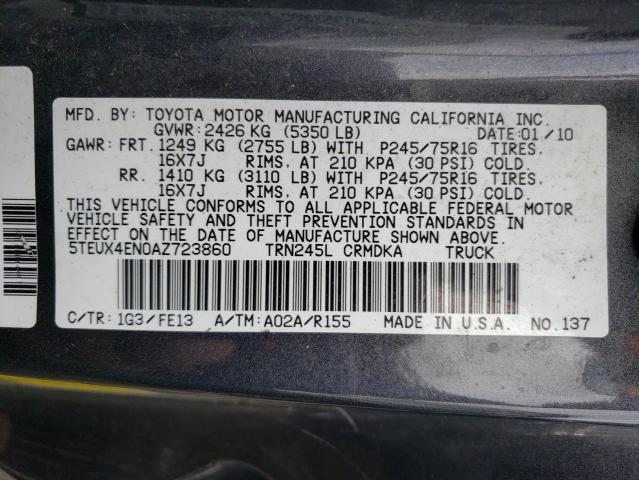 MFD. BY: TOYOTA MOTOR MANUFACTURING CALIFORNIA INC.
GVWR: 2426 KG (5350 LB) DATE: 01/10
GAWR: FRT. 1249 KG (2755 LB) WITH P245/75R16 TIRES.
16X7J RIMS. AT 210 KPA (30 PSI) COLD.
RR. 1410 KG (3110 LB) WITH P245/75R16 TIRES.
16X7J RIMS. AT 210 KPA (30 PSI) COLD.
THIS VEHICLE CONFORMS TO ALL APPLICABLE FEDERAL MOTOR
VEHICLE SAFETY AND THEFT PREVENTION STANDARDS IN
EFFECT ON THE DATE OF MANUFACTURE SHOWN ABOVE.
5TEUX4EN0AZ723860 TRN245L CRMDKA TRUCK
C/TR: 1G3/FE13 A/TM: A02A/R155 MADE IN U.S.A. NO.137